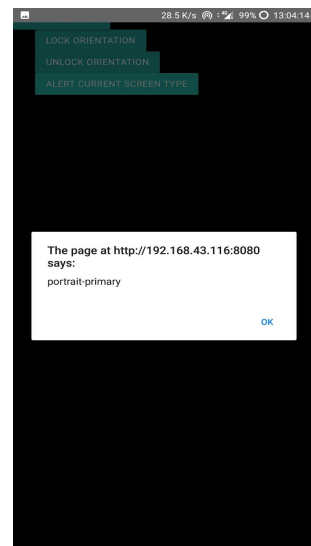 28.5 K/s 4G 99% 13:04:14
LOCK ORIENTATION
UNLOCK ORIENTATION
ALERT CURRENT SCREEN TYPE
The page at http://192.168.43.116:8080
says:
portrait-primary
OK